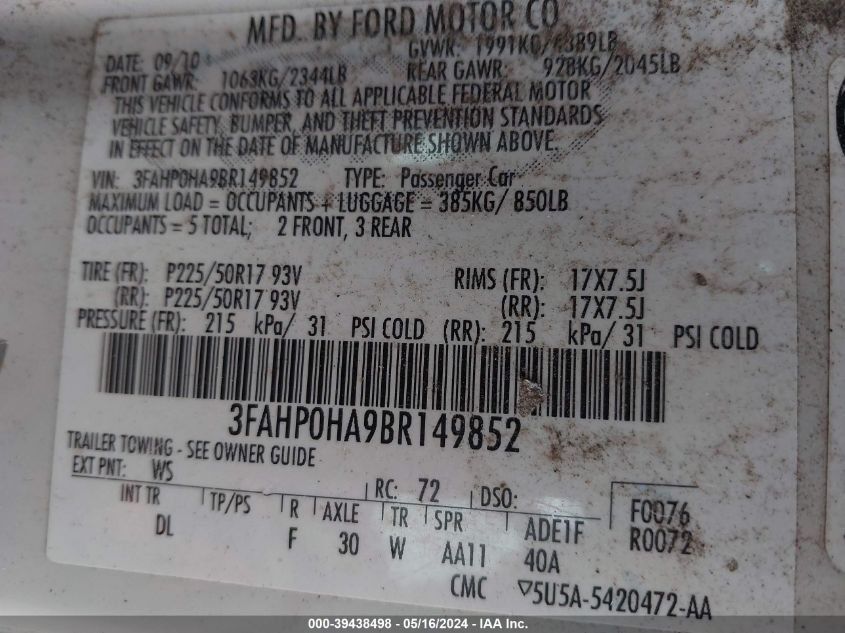 MFD. BY FORD MOTOR CO
DATE: 09/10 GVWR: 1991KG/4389LB
FRONT GAWR: 1063KG/2344LB REAR GAWR: 928KG/2045LB
THIS VEHICLE CONFORMS TO ALL APPLICABLE FEDERAL MOTOR
VEHICLE SAFETY, BUMPER, AND THEFT PREVENTION STANDARDS
IN EFFECT ON THE DATE OF MANUFACTURE SHOWN ABOVE.
VIN: 3FAHP0HA9BR149852 TYPE: Passenger Car
MAXIMUM LOAD = OCCUPANTS + LUGGAGE = 385KG/ 850LB
OCCUPANTS = 5 TOTAL; 2 FRONT, 3 REAR
TIRE (FR): P225/50R17 93V RIMS (FR): 17X7.5J
(RR): P225/50R17 93V (RR): 17X7.5J
PRESSURE (FR): 215 kPa/ 31 PSI COLD (RR): 215 kPa/ 31 PSI COLD
3FAHP0HA9BR149852
TRAILER TOWING - SEE OWNER GUIDE
EXT PNT: WS RC: 72 DSO: F0076
INT TR TP/PS R AXLE TR SPR ADE1F R0072
DL F 30 W AA11 40A
CMC ▽5U5A-5420472-AA
000-39438498 - 05/16/2024 - IAA Inc.